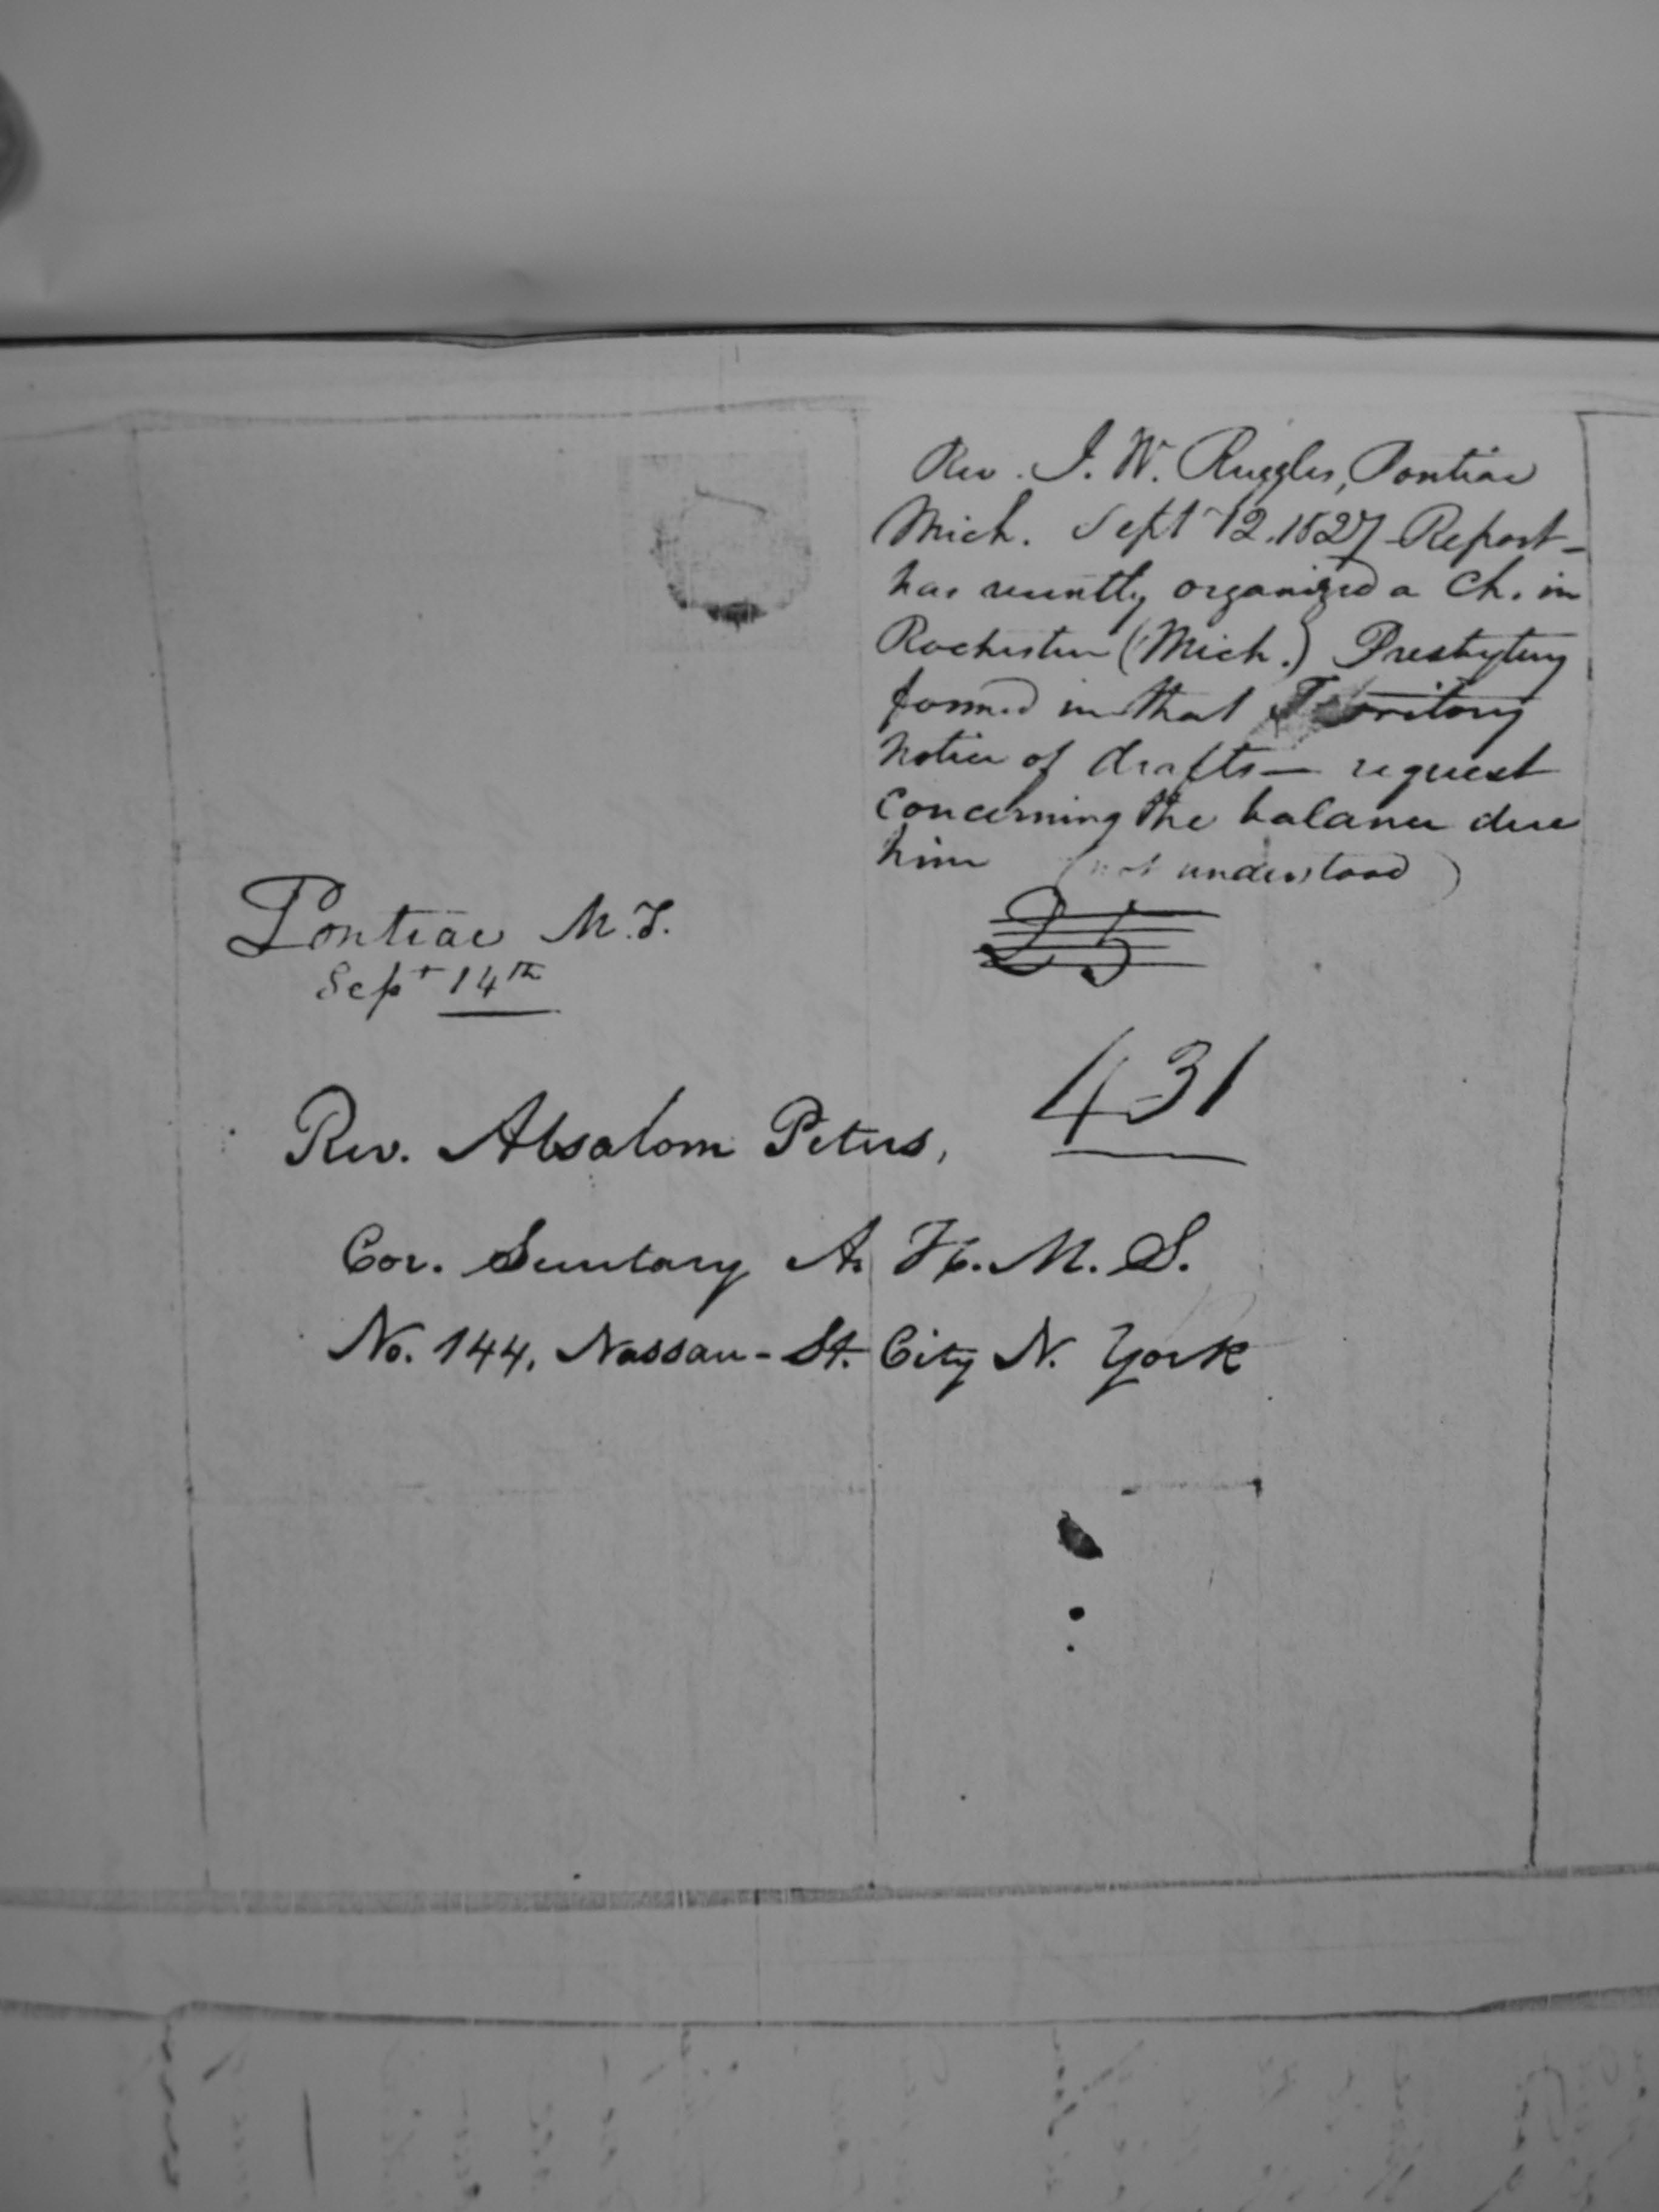 Rev. I. W. Ruggles, Pontiac
Mich. Sept 12. 1827 - Report -
has recently organized a Ch. in
Rochester (Mich.) Presbytery
formed in that Territory
Notice of drafts — request
concerning the balance due
him (not understood)
25
Pontiac M.T.
Sept 14th
431
Rev. Absalom Peters,
Cor. Secretary A. H. M. S.
No. 144, Nassau - St. City N. York